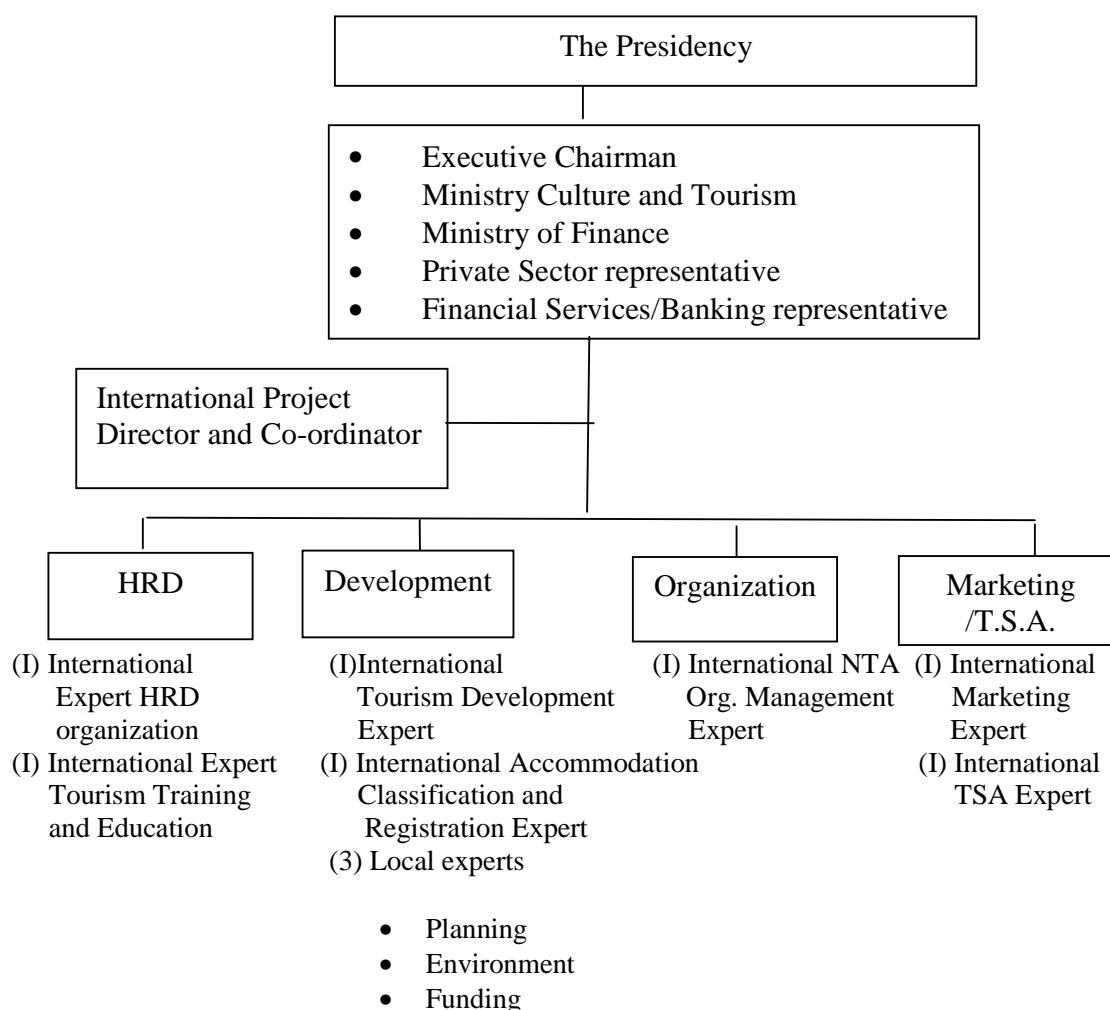 The Presidency
• Executive Chairman
• Ministry Culture and Tourism
• Ministry of Finance
• Private Sector representative
• Financial Services/Banking representative
International Project
Director and Co-ordinator
HRD
(I) International
Expert HRD
organization
(I) International Expert
Tourism Training
and Education
Development
(I)International
Tourism Development
Expert
(I) International Accommodation
Classification and
Registration Expert
(3) Local experts
• Planning
• Environment
• Funding
Organization
(I) International NTA
Org. Management
Expert
Marketing
/T.S.A.
(I) International
Marketing
Expert
(I) International
TSA Expert